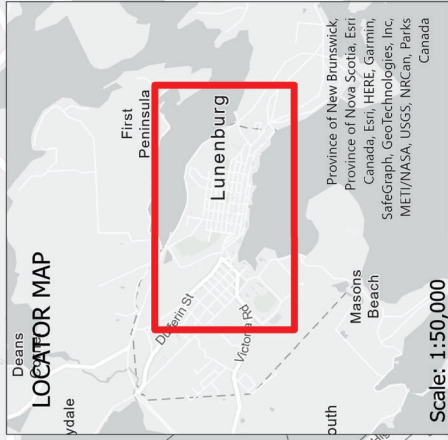 Deans
LOCATOR MAP
ydale
First
Peninsula
Lunenburg
Dufferin St
Victoria Rd
Masons
Beach
outh
Province of New Brunswick,
Province of Nova Scotia, Esri
Canada, Esri, HERE, Garmin,
SafeGraph, GeoTechnologies, Inc,
METI/NASA, USGS, NRCan, Parks
Canada
Scale: 1:50,000